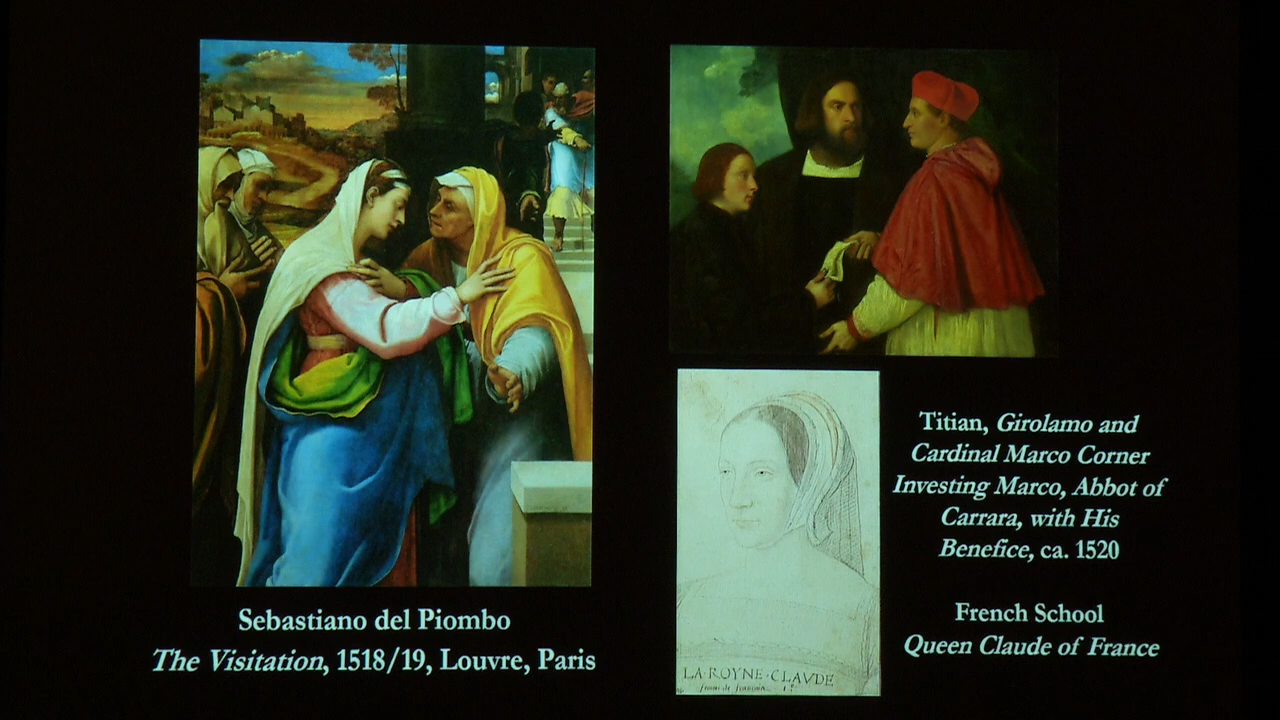 Sebastiano del Piombo
The Visitation, 1518/19, Louvre, Paris
Titian, Girolamo and
Cardinal Marco Corner
Investing Marco, Abbot of
Carrara, with His
Benefice, ca. 1520
French School
Queen Claude of France
LA·ROYNE·CLAVDE